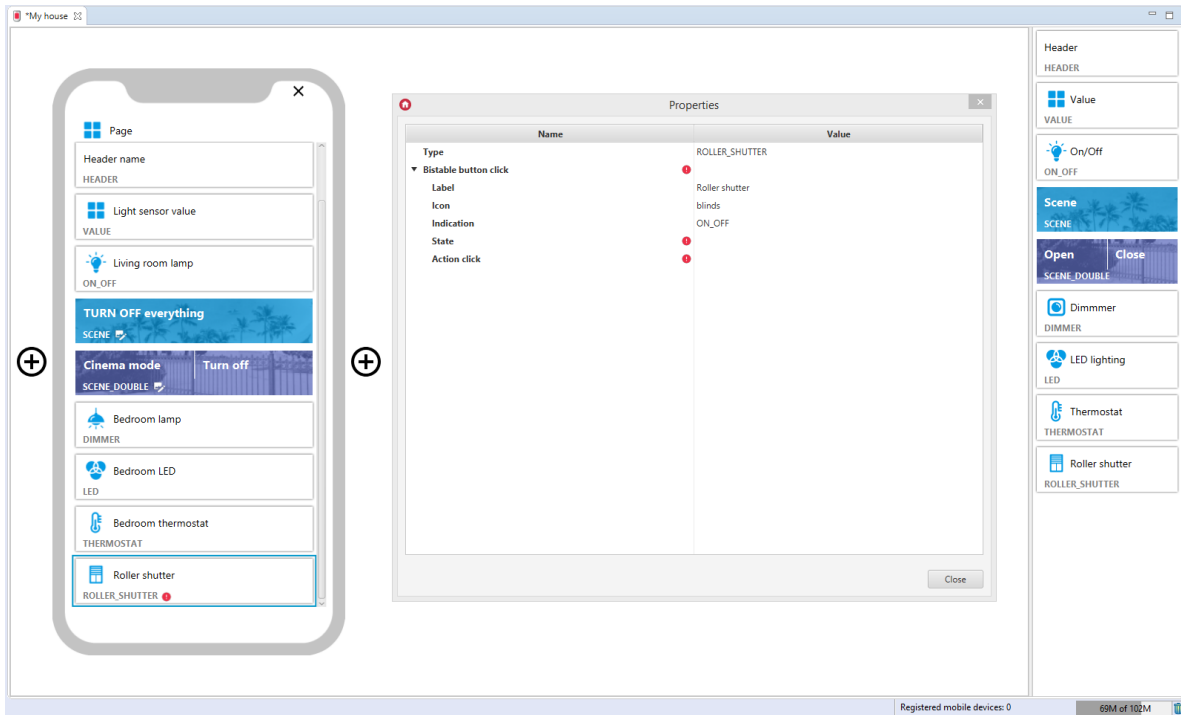 *My house
Page
Header name
HEADER
Light sensor value
VALUE
Living room lamp
ON_OFF
TURN OFF everything
SCENE
Cinema mode Turn off
SCENE_DOUBLE
Bedroom lamp
DIMMER
Bedroom LED
LED
Bedroom thermostat
THERMOSTAT
Roller shutter
ROLLER_SHUTTER
Properties
Name Value
Type ROLLER_SHUTTER
Bistable button click
Label Roller shutter
Icon blinds
Indication ON_OFF
State
Action click
Close
Header
HEADER
Value
VALUE
On/Off
ON_OFF
Scene
SCENE
Open Close
SCENE_DOUBLE
Dimmmer
DIMMER
LED lighting
LED
Thermostat
THERMOSTAT
Roller shutter
ROLLER_SHUTTER
Registered mobile devices: 0
69M of 102M